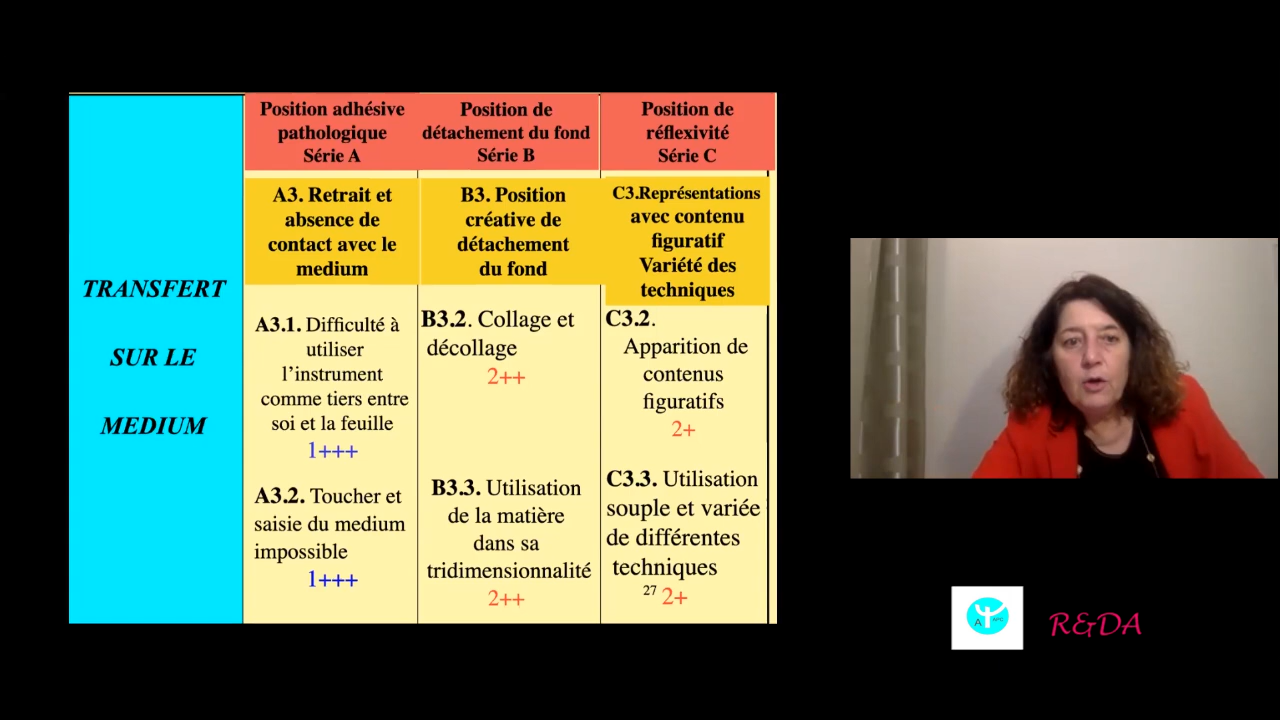 TRANSFERT
SUR LE
MEDIUM
Position adhésive
pathologique
Série A
A3. Retrait et
absence de
contact avec le
medium
A3.1. Difficulté à
utiliser
l’instrument
comme tiers entre
soi et la feuille
1+++
A3.2. Toucher et
saisie du medium
impossible
1+++
Position de
détachement du fond
Série B
B3. Position
créative de
détachement
du fond
B3.2. Collage et
décollage
2++
B3.3. Utilisation
de la matière
dans sa
tridimensionnalité
2++
Position de
réflexivité
Série C
C3.Représentations
avec contenu
figuratif
Variété des
techniques
C3.2.
Apparition de
contenus
figuratifs
2+
C3.3. Utilisation
souple et variée
de différentes
techniques
27 2+
R&DA